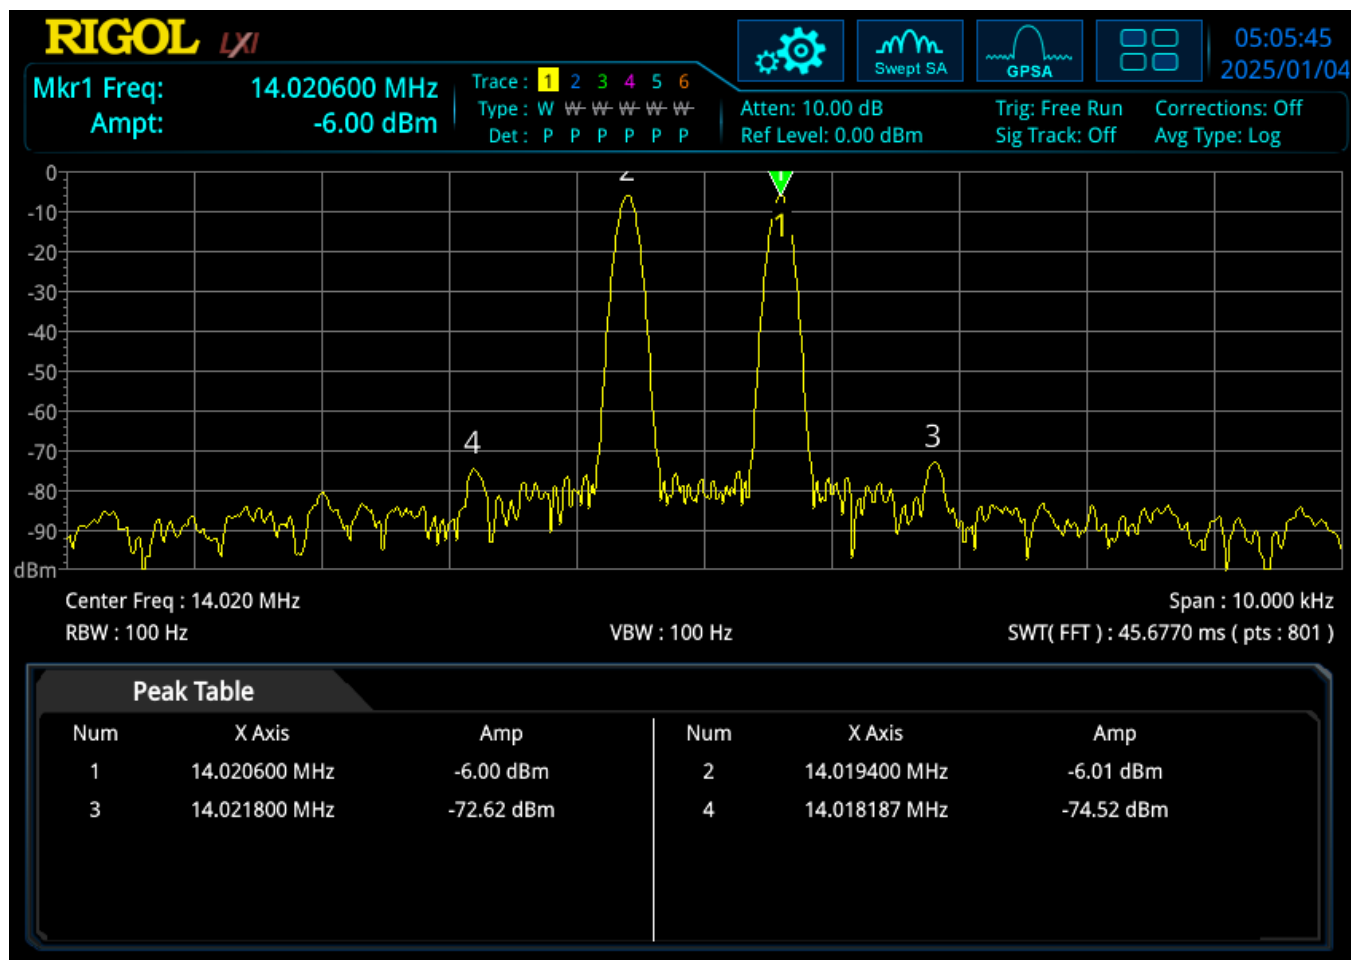 RIGOL LXI
Swept SA
GPSA
05:05:45
2025/01/04
Mkr1 Freq: 14.020600 MHz
Ampt: -6.00 dBm
Trace: 1 2 3 4 5 6
Type: W W W W W W
Det: P P P P P P
Atten: 10.00 dB
Ref Level: 0.00 dBm
Trig: Free Run
Sig Track: Off
Corrections: Off
Avg Type: Log
0
-10
-20
-30
-40
-50
-60
-70
-80
-90
dBm
2
1
1
4
3
Center Freq : 14.020 MHz
Span : 10.000 kHz
RBW : 100 Hz
VBW : 100 Hz
SWT( FFT ) : 45.6770 ms ( pts : 801 )
Peak Table
Num X Axis Amp Num X Axis Amp
1 14.020600 MHz -6.00 dBm 2 14.019400 MHz -6.01 dBm
3 14.021800 MHz -72.62 dBm 4 14.018187 MHz -74.52 dBm